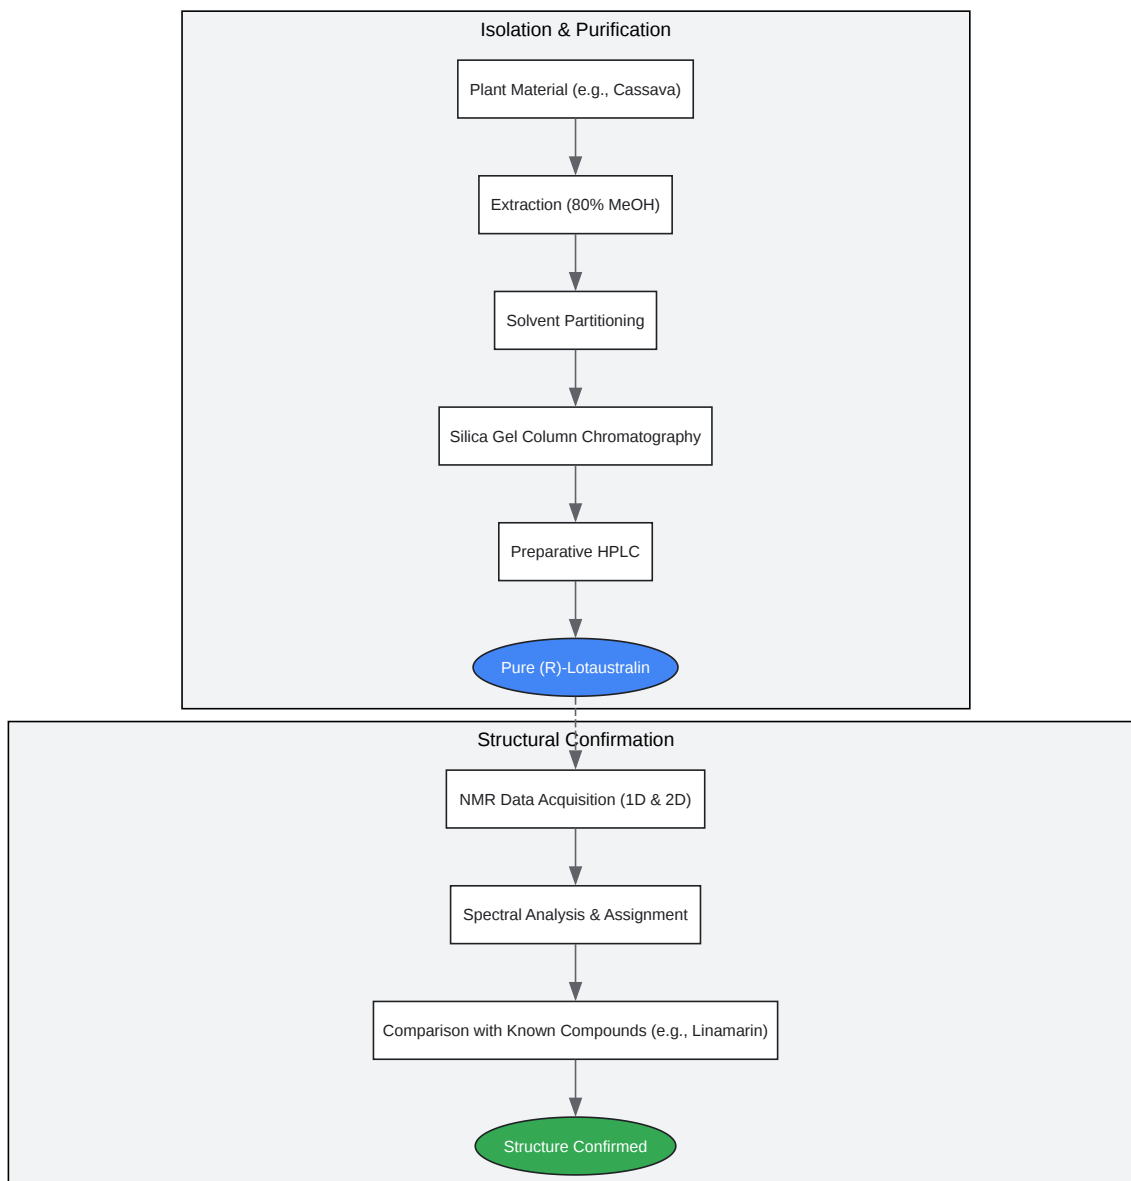 Isolation & Purification
Plant Material (e.g., Cassava)
Extraction (80% MeOH)
Solvent Partitioning
Silica Gel Column Chromatography
Preparative HPLC
Pure (R)-Lotaustralin
Structural Confirmation
NMR Data Acquisition (1D & 2D)
Spectral Analysis & Assignment
Comparison with Known Compounds (e.g., Linamarin)
Structure Confirmed